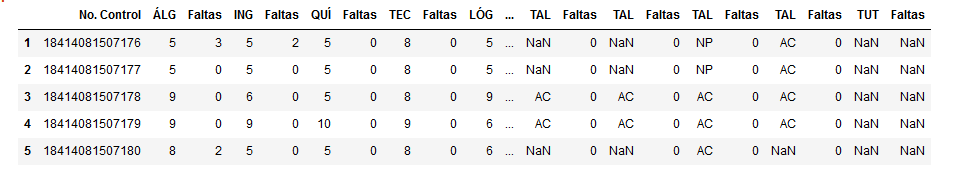 No. Control ÁLG Faltas ING Faltas QUÍ Faltas TEC Faltas LÓG ... TAL Faltas TAL Faltas TAL Faltas TAL Faltas TUT Faltas
1 18414081507176 5 3 5 2 5 0 8 0 5 ... NaN 0 NaN 0 NP 0 AC 0 NaN NaN
2 18414081507177 5 0 5 0 5 0 8 0 5 ... NaN 0 NaN 0 NP 0 AC 0 NaN NaN
3 18414081507178 9 0 6 0 5 0 8 0 9 ... AC 0 AC 0 AC 0 AC 0 NaN NaN
4 18414081507179 9 0 9 0 10 0 9 0 6 ... AC 0 AC 0 AC 0 AC 0 NaN NaN
5 18414081507180 8 2 5 0 5 0 8 0 6 ... NaN 0 NaN 0 AC 0 NaN 0 NaN NaN